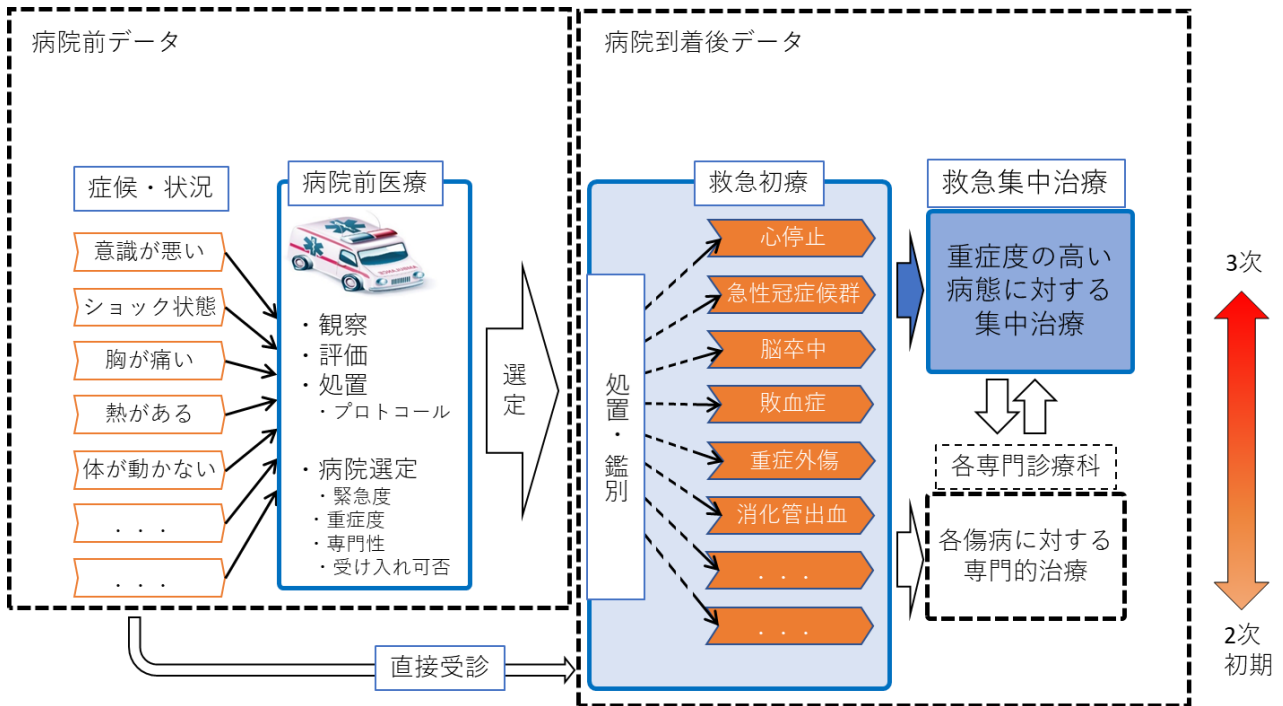 病院前データ
症候・状況
意識が悪い
ショック状態
胸が痛い
熱がある
体が動かない
...
...
病院前医療
・観察
・評価
・処置
・プロトコール
・病院選定
・緊急度
・重症度
・専門性
・受け入れ可否
選定
直接受診
病院到着後データ
救急初療
処置・鑑別
心停止
急性冠症候群
脳卒中
敗血症
重症外傷
消化管出血
...
...
救急集中治療
重症度の高い
病態に対する
集中治療
各専門診療科
各傷病に対する
専門的治療
3次
2次
初期